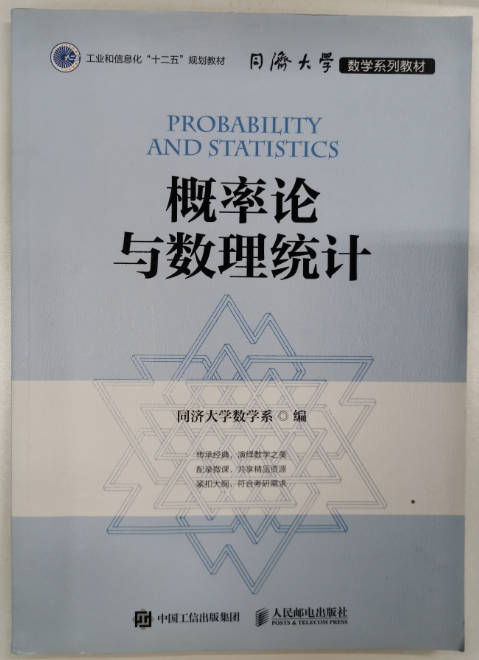 工业和信息化“十二五”规划教材
同濟大学 数学系列教材
PROBABILITY
AND STATISTICS
概率论
与数理统计
同济大学数学系◎编
传承经典，演绎数学之美
配录微课，共享精品资源
紧扣大纲，符合考研需求
中国工信出版集团 人民邮电出版社
POSTS & TELECOM PRESS